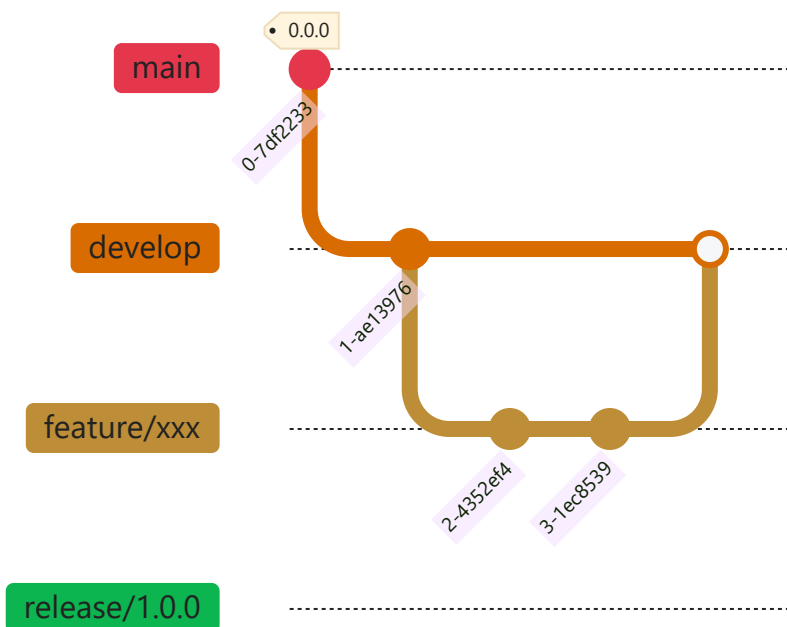 0.0.0
main
0-7df2233
develop
1-ae13976
feature/xxx
2-4352ef4
3-1ec8539
release/1.0.0